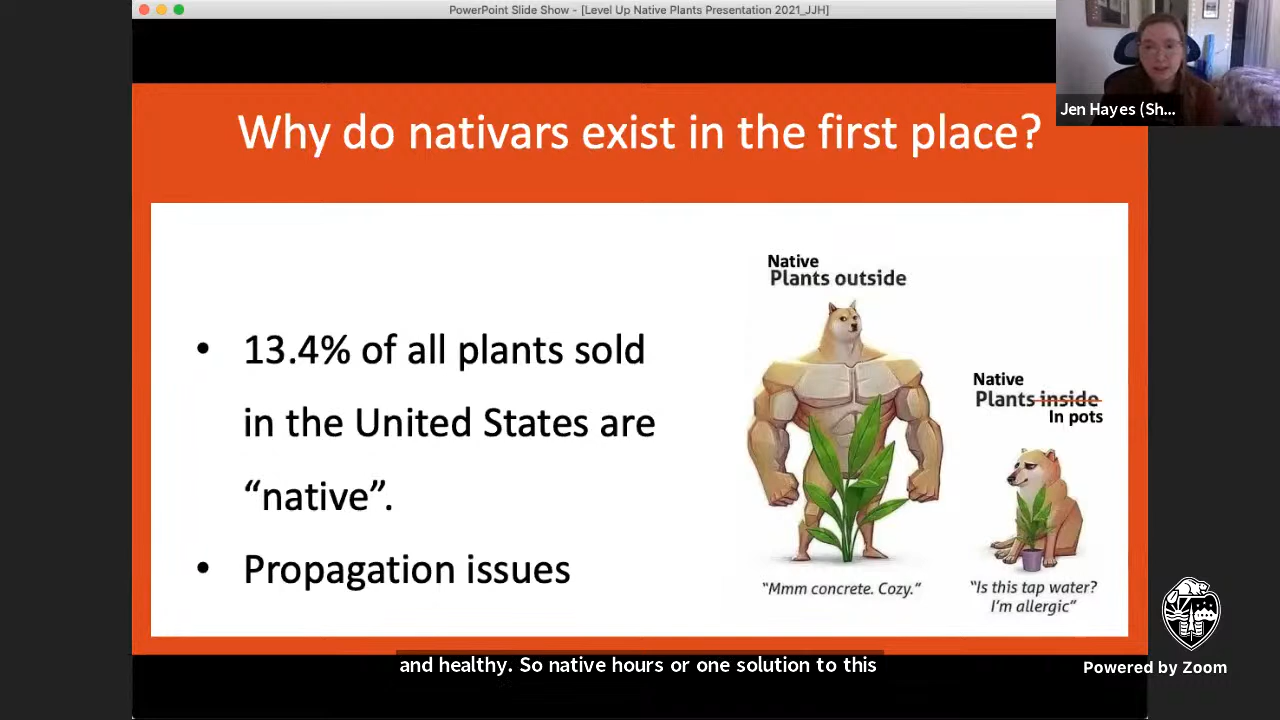 PowerPoint Slide Show - [Level Up Native Plants Presentation 2021_JJH]
Jen Hayes (Sh...
Why do nativars exist in the first place?
• 13.4% of all plants sold
in the United States are
“native”.
• Propagation issues
Native
Plants outside
Native
Plants inside
In pots
“Mmm concrete. Cozy.”
“Is this tap water?
I’m allergic”
and healthy. So native hours or one solution to this
Powered by Zoom